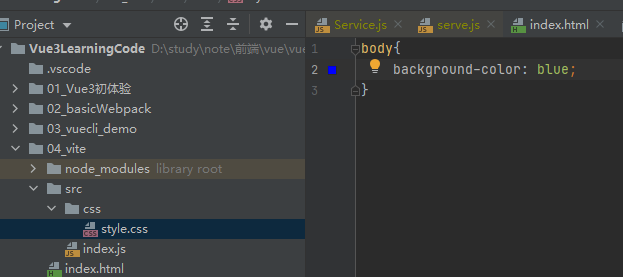 Project
Service.js
serve.js
index.html
Vue3LearningCode D:\study\note\前端\vue\vue
.vscode
01_Vue3初体验
02_basicWebpack
03_vuecli_demo
04_vite
node_modules library root
src
css
style.css
index.js
index.html
1 body{
2 background-color: blue;
3 }